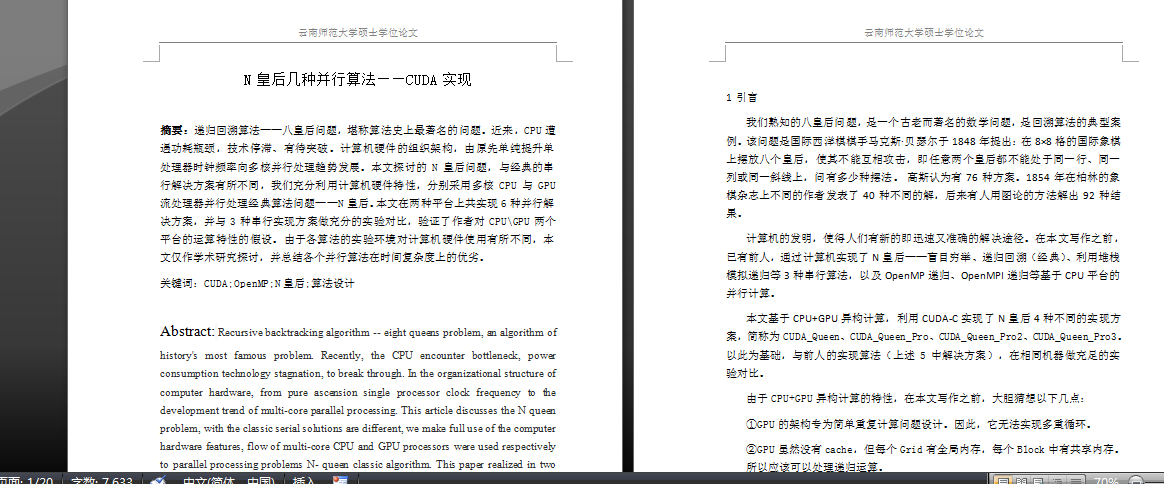 云南师范大学硕士学位论文
N 皇后几种并行算法——CUDA 实现
摘要：递归回溯算法——八皇后问题，堪称算法史上最著名的问题。近来，CPU 遭
遇功耗瓶颈，技术停滞、有待突破。计算机硬件的组织架构，由原先单纯提升单
处理器时钟频率向多核并行处理趋势发展。本文探讨的 N 皇后问题，与经典的串
行解决方案有所不同，我们充分利用计算机硬件特性，分别采用多核 CPU 与 GPU
流处理器并行处理经典算法问题——N 皇后。本文在两种平台上共实现 6 种并行解
决方案，并与 3 种串行实现方案做充分的实验对比，验证了作者对 CPU\GPU 两个
平台的运算特性的假设。由于各算法的实验环境对计算机硬件使用有所不同，本
文仅作学术研究探讨，并总结各个并行算法在时间复杂度上的优劣。
关键词：CUDA;OpenMP;N 皇后;算法设计
Abstract: Recursive backtracking algorithm -- eight queens problem, an algorithm of
history's most famous problem. Recently, the CPU encounter bottleneck, power
consumption technology stagnation, to break through. In the organizational structure of
computer hardware, from pure ascension single processor clock frequency to the
development trend of multi-core parallel processing. This article discusses the N queen
problem, with the classic serial solutions are different, we make full use of the computer
hardware features, flow of multi-core CPU and GPU processors were used respectively
to parallel processing problems N- queen classic algorithm. This paper realized in two
云南师范大学硕士学位论文
1 引言
我们熟知的八皇后问题，是一个古老而著名的数学问题，是回溯算法的典型案
例。该问题是国际西洋棋棋手马克斯·贝瑟尔于 1848 年提出：在 8×8 格的国际象棋
上摆放八个皇后，使其不能互相攻击，即任意两个皇后都不能处于同一行、同一
列或同一斜线上，问有多少种摆法。 高斯认为有 76 种方案。1854 年在柏林的象
棋杂志上不同的作者发表了 40 种不同的解，后来有人用图论的方法解出 92 种结
果。
计算机的发明，使得人们有新的即迅速又准确的解决途径。在本文写作之前，
已有前人，通过计算机实现了 N 皇后——盲目穷举、递归回溯（经典）、利用堆栈
模拟递归等 3 种串行算法，以及 OpenMP 递归、OpenMPI 递归等基于 CPU 平台的
并行计算。
本文基于 CPU+GPU 异构计算，利用 CUDA-C 实现了 N 皇后 4 种不同的实现方
案，简称为 CUDA_Queen、CUDA_Queen_Pro、CUDA_Queen_Pro2、CUDA_Queen_Pro3。
以此为基础，与前人的实现算法（上述 5 中解决方案），在相同机器做充足的实
验对比。
由于 CPU+GPU 异构计算的特性，在本文写作之前，大胆猜想以下几点：
①GPU 的架构专为简单重复计算问题设计。因此，它无法实现多重循环。
②GPU 虽然没有 cache，但每个 Grid 有全局内存，每个 Block 中有共享内存。
所以应该可以处理递归运算。
页面: 1/20 字数: 7,633 中文(简体，中国) 插入 70%